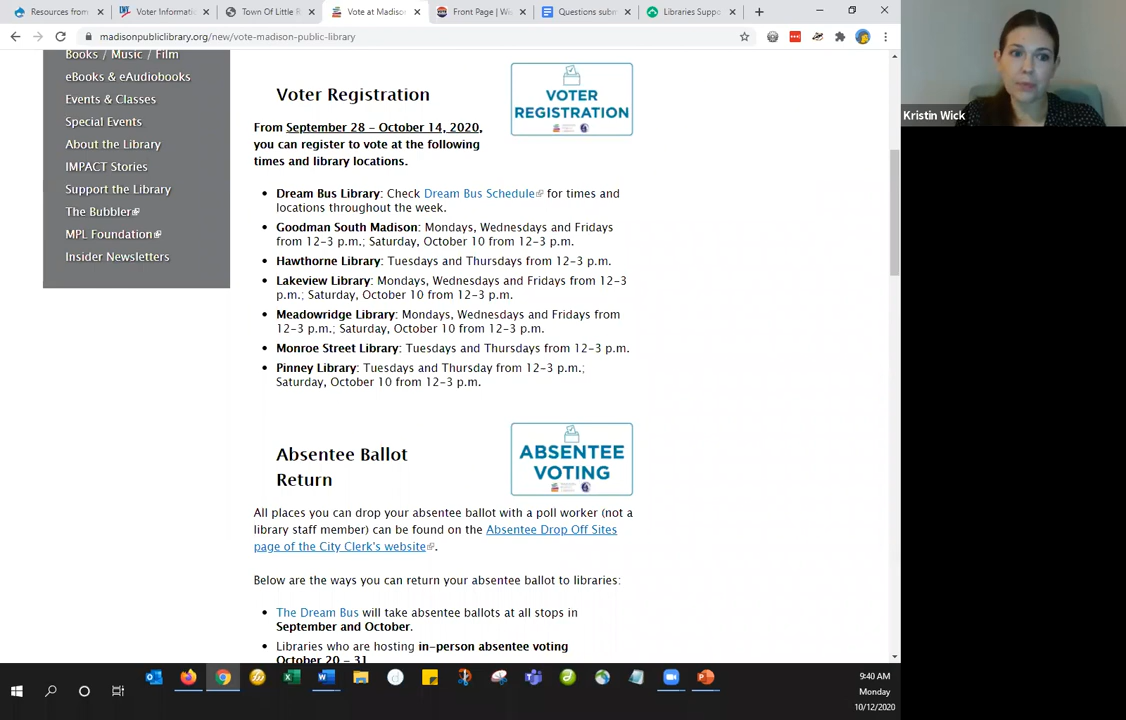 Resources from
Voter Informati
Town Of Little R
Vote at Madiso
Front Page | Wis
Questions subm
Libraries Suppo
madisonpubliclibrary.org/new/vote-madison-public-library
Kristin Wick
Books / Music / Film
eBooks & eAudiobooks
Events & Classes
Special Events
About the Library
IMPACT Stories
Support the Library
The Bubbler
MPL Foundation
Insider Newsletters
Voter Registration
VOTER
REGISTRATION
From September 28 - October 14, 2020,
you can register to vote at the following
times and library locations.
Dream Bus Library: Check Dream Bus Schedule for times and
locations throughout the week.
Goodman South Madison: Mondays, Wednesdays and Fridays
from 12-3 p.m.; Saturday, October 10 from 12-3 p.m.
Hawthorne Library: Tuesdays and Thursdays from 12-3 p.m.
Lakeview Library: Mondays, Wednesdays and Fridays from 12-3
p.m.; Saturday, October 10 from 12-3 p.m.
Meadowridge Library: Mondays, Wednesdays and Fridays from
12-3 p.m.; Saturday, October 10 from 12-3 p.m.
Monroe Street Library: Tuesdays and Thursdays from 12-3 p.m.
Pinney Library: Tuesdays and Thursday from 12-3 p.m.;
Saturday, October 10 from 12-3 p.m.
Absentee Ballot
Return
ABSENTEE
VOTING
All places you can drop your absentee ballot with a poll worker (not a
library staff member) can be found on the Absentee Drop Off Sites
page of the City Clerk's website.
Below are the ways you can return your absentee ballot to libraries:
The Dream Bus will take absentee ballots at all stops in
September and October.
Libraries who are hosting in-person absentee voting
October 20 - 31
9:40 AM
Monday
10/12/2020